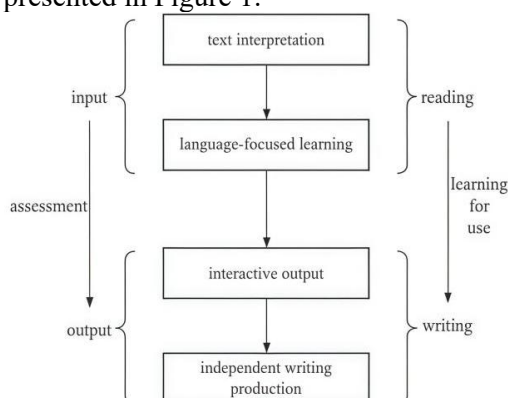 presented in Figure 1.
text interpretation
input
reading
language-focused learning
assessment
learning
for
use
interactive output
output
writing
independent writing
production